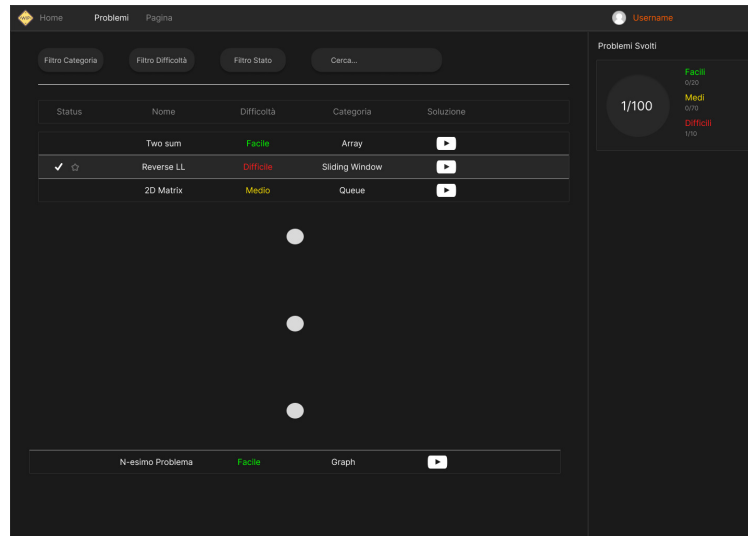 WIP
Home Problemi Pagina Username
Filtro Categoria Filtro Difficoltà Filtro Stato Cerca...
Status Nome Difficoltà Categoria Soluzione
Two sum Facile Array
Reverse LL Difficile Sliding Window
2D Matrix Medio Queue
N-esimo Problema Facile Graph
Problemi Svolti
1/100
Facili
0/20
Medi
0/70
Difficili
1/10